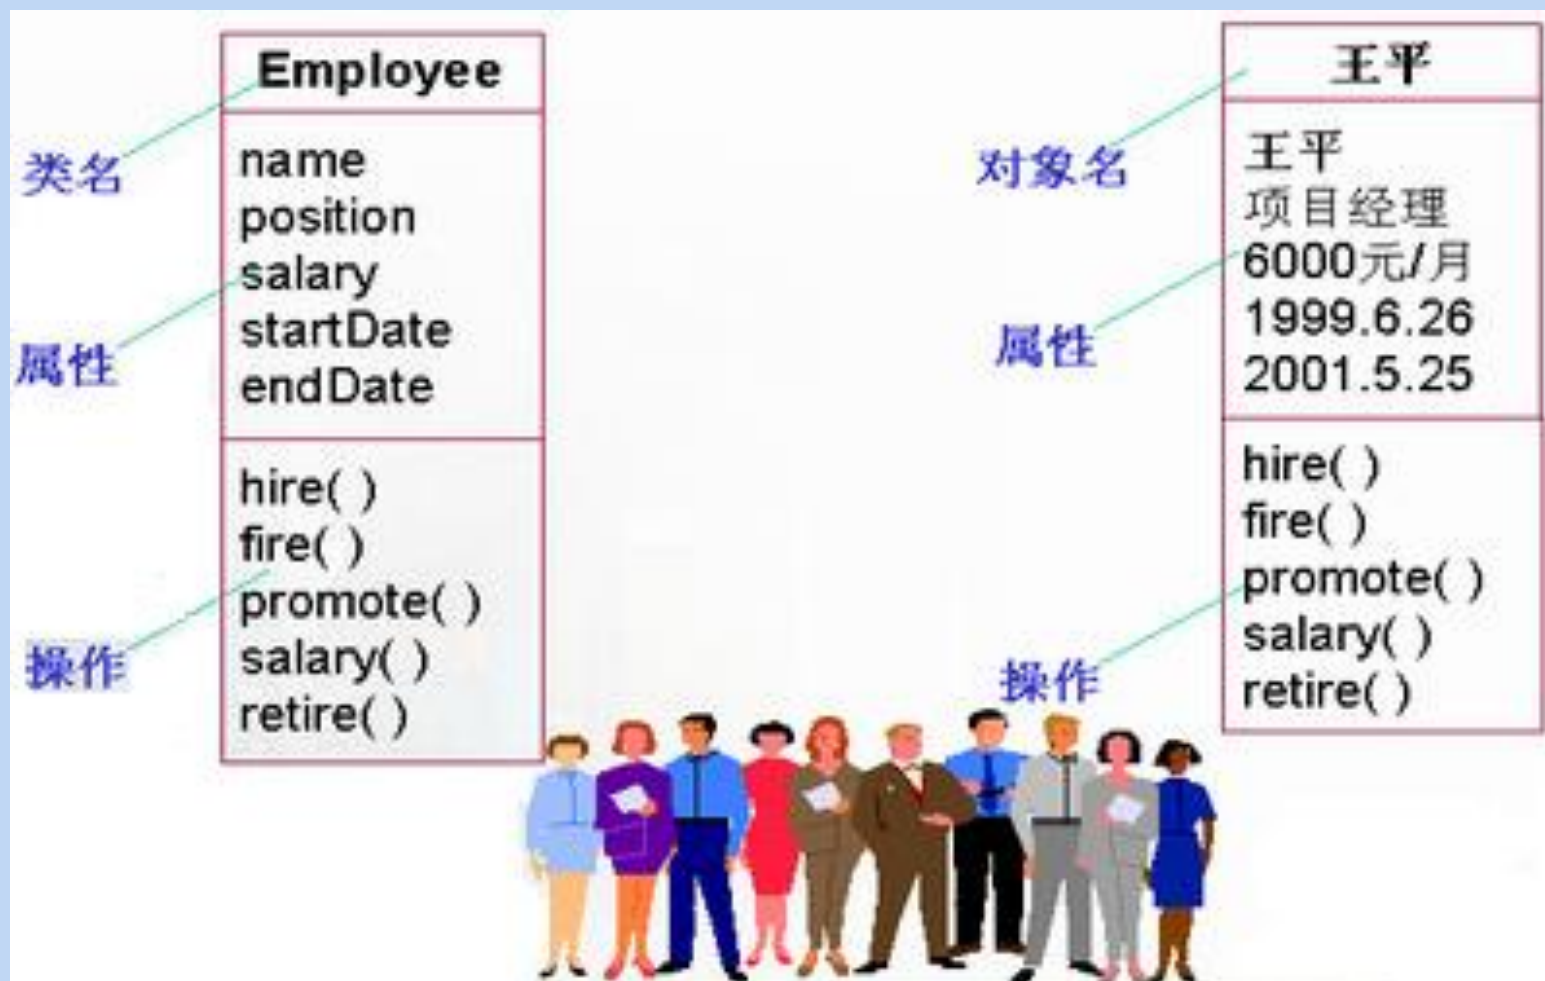 Employee
类名
name
position
salary
startDate
endDate
属性
hire( )
fire( )
promote( )
salary( )
retire( )
操作
王平
对象名
王平
项目经理
6000元/月
1999.6.26
2001.5.25
属性
hire( )
fire( )
promote( )
salary( )
retire( )
操作